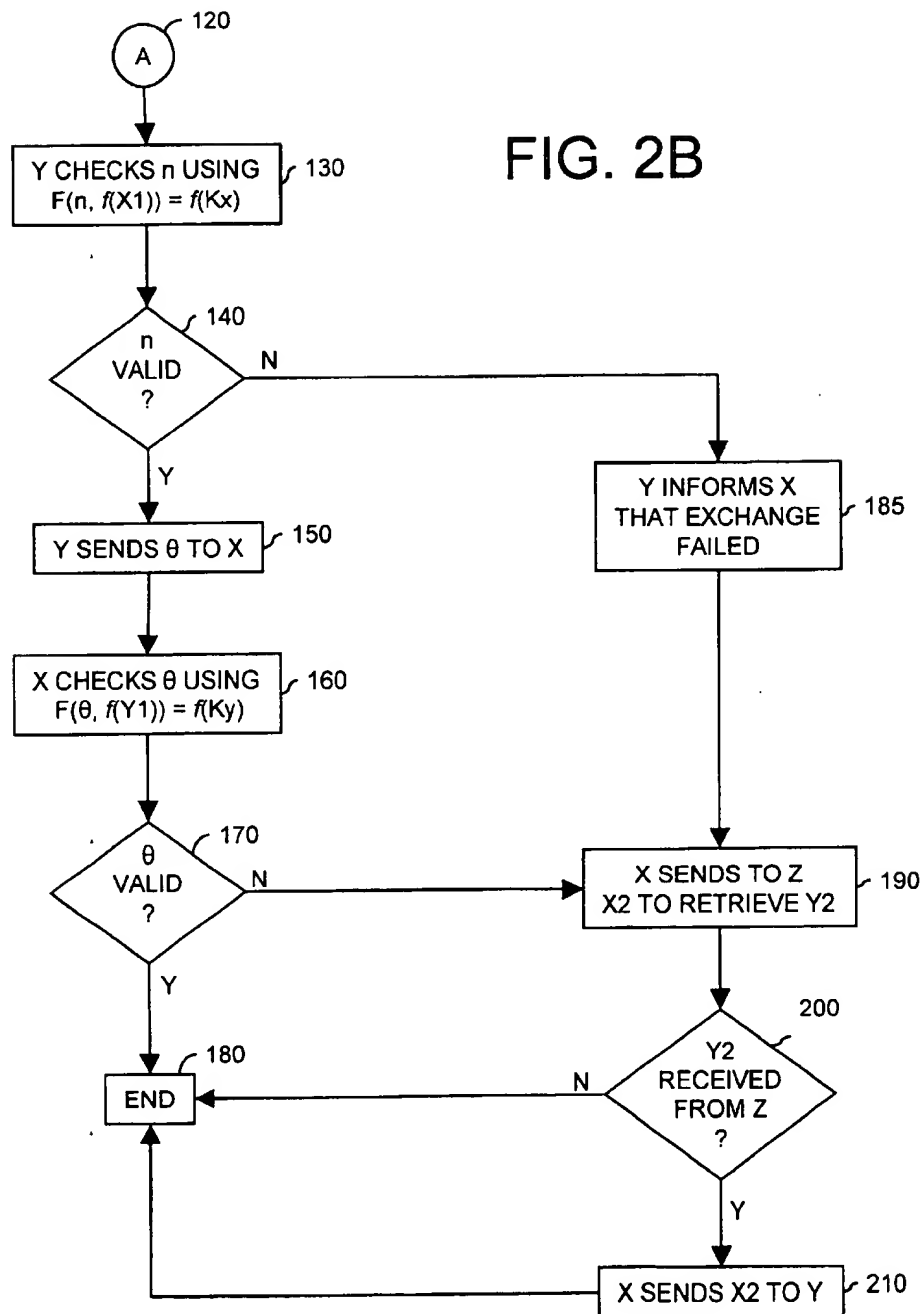 120
A
FIG. 2B
Y CHECKS n USING
F(n, f(X1)) = f(Kx)
130
140
n
VALID
?
N
Y
Y SENDS θ TO X
150
Y INFORMS X
THAT EXCHANGE
FAILED
185
X CHECKS θ USING
F(θ, f(Y1)) = f(Ky)
160
170
θ
VALID
?
N
Y
X SENDS TO Z
X2 TO RETRIEVE Y2
190
200
Y2
RECEIVED
FROM Z
?
N
Y
180
END
X SENDS X2 TO Y
210